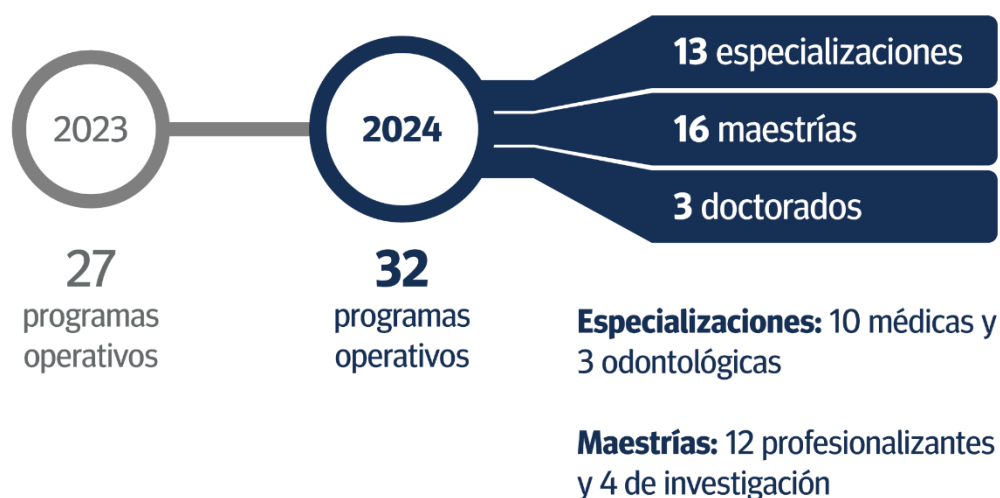 2023
27
programas
operativos
2024
32
programas
operativos
13 especializaciones
16 maestrías
3 doctorados
Especializaciones: 10 médicas y
3 odontológicas
Maestrías: 12 profesionalizantes
y 4 de investigación